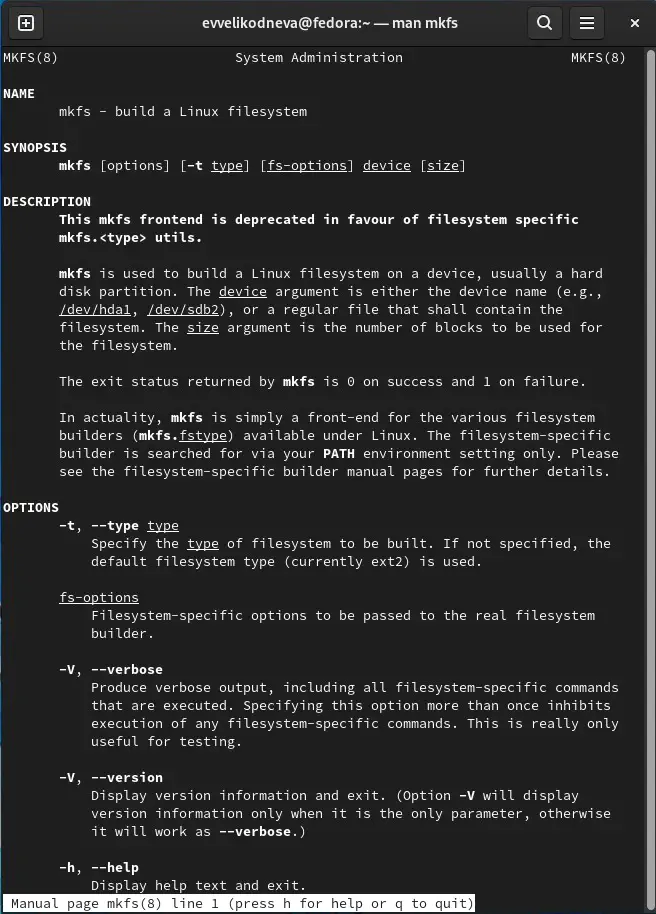 evvelikodneva@fedora:~ — man mkfs
MKFS(8) System Administration MKFS(8)
NAME
mkfs - build a Linux filesystem
SYNOPSIS
mkfs [options] [-t type] [fs-options] device [size]
DESCRIPTION
This mkfs frontend is deprecated in favour of filesystem specific
mkfs.<type> utils.
mkfs is used to build a Linux filesystem on a device, usually a hard
disk partition. The device argument is either the device name (e.g.,
/dev/hda1, /dev/sdb2), or a regular file that shall contain the
filesystem. The size argument is the number of blocks to be used for
the filesystem.
The exit status returned by mkfs is 0 on success and 1 on failure.
In actuality, mkfs is simply a front-end for the various filesystem
builders (mkfs.fstype) available under Linux. The filesystem-specific
builder is searched for via your PATH environment setting only. Please
see the filesystem-specific builder manual pages for further details.
OPTIONS
-t, --type type
Specify the type of filesystem to be built. If not specified, the
default filesystem type (currently ext2) is used.
fs-options
Filesystem-specific options to be passed to the real filesystem
builder.
-V, --verbose
Produce verbose output, including all filesystem-specific commands
that are executed. Specifying this option more than once inhibits
execution of any filesystem-specific commands. This is really only
useful for testing.
-V, --version
Display version information and exit. (Option -V will display
version information only when it is the only parameter, otherwise
it will work as --verbose.)
-h, --help
Display help text and exit.
Manual page mkfs(8) line 1 (press h for help or q to quit)